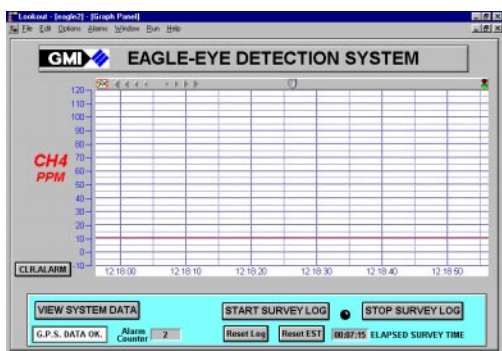 Lookout - [eagle2] - [Graph Panel]
File Edit Options Alarms Window Run Help
GMI EAGLE-EYE DETECTION SYSTEM
120
110
100
90
80
CH4 70
PPM 60
50
40
30
20
10
0
CLR.ALARM -10
12:18:00 12:18:10 12:18:20 12:18:30 12:18:40 12:18:50
VIEW SYSTEM DATA START SURVEY LOG STOP SURVEY LOG
G.P.S. DATA OK. Alarm Counter 2 Reset Log Reset EST 00:07:15 ELAPSED SURVEY TIME